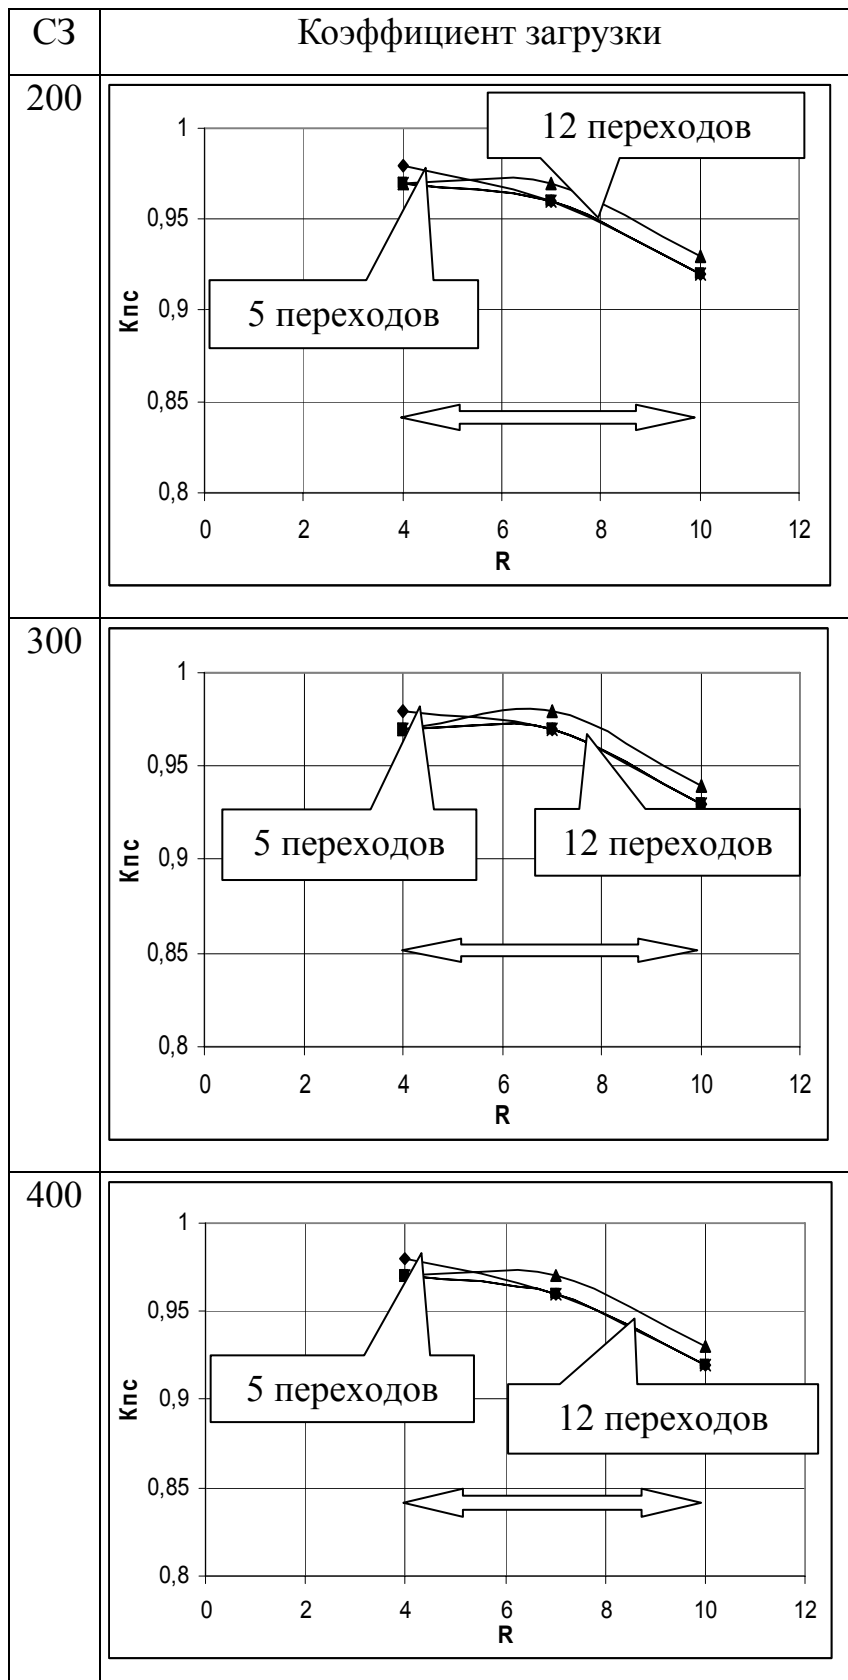 СЗ Коэффициент загрузки
200
12 переходов
1
0,95
5 переходов
0,9
Кпс
0,85
0,8
0 2 4 6 8 10 12
R
300
1
0,95
5 переходов 12 переходов
0,9
Кпс
0,85
0,8
0 2 4 6 8 10 12
R
400
1
0,95
5 переходов
12 переходов
0,9
Кпс
0,85
0,8
0 2 4 6 8 10 12
R